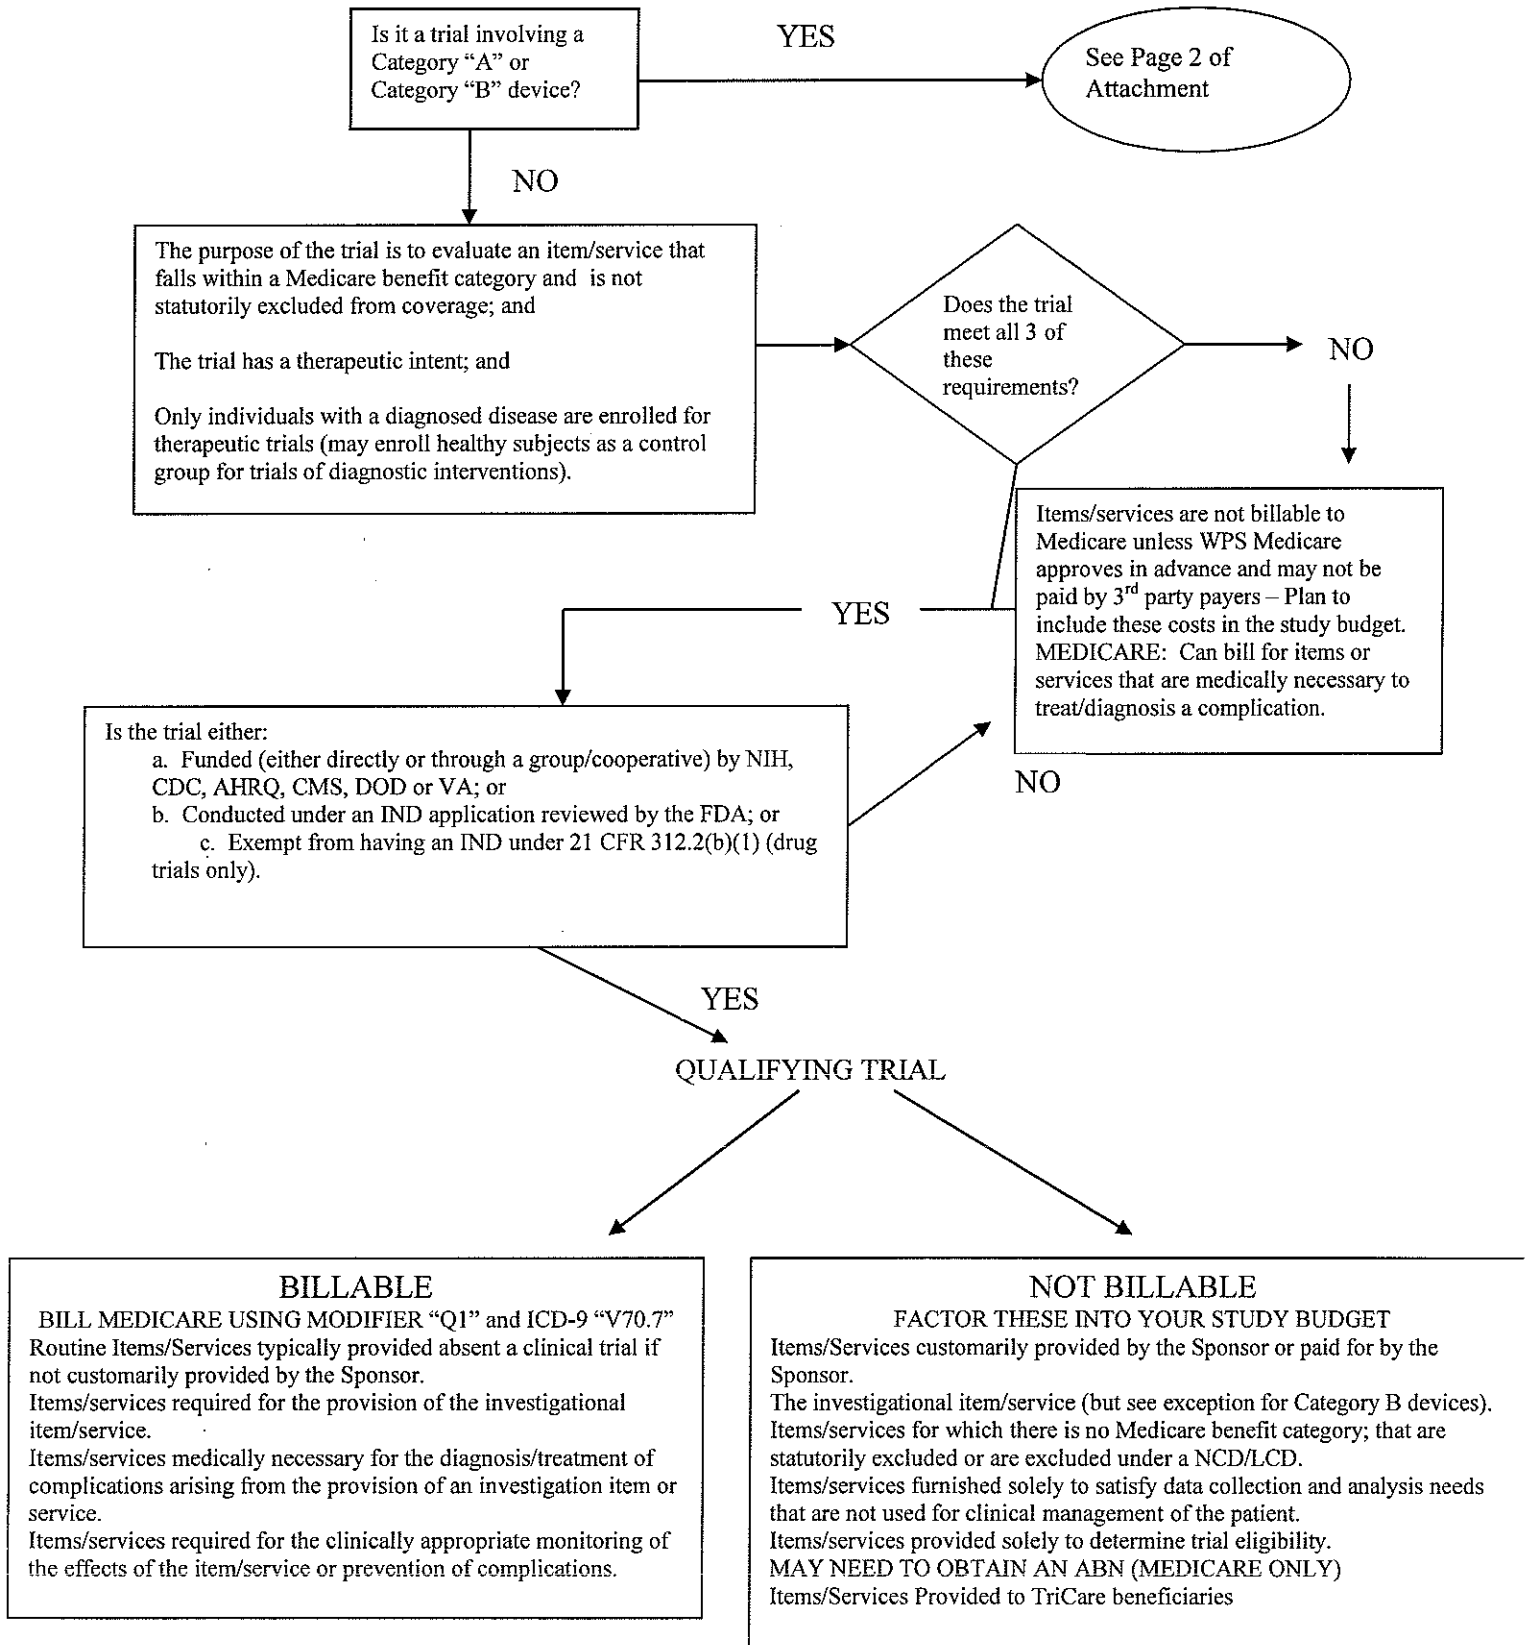 Is it a trial involving a
Category “A” or
Category “B” device?
YES
See Page 2 of
Attachment
NO
The purpose of the trial is to evaluate an item/service that
falls within a Medicare benefit category and is not
statutorily excluded from coverage; and
The trial has a therapeutic intent; and
Only individuals with a diagnosed disease are enrolled for
therapeutic trials (may enroll healthy subjects as a control
group for trials of diagnostic interventions).
Does the trial
meet all 3 of
these
requirements?
NO
Items/services are not billable to
Medicare unless WPS Medicare
approves in advance and may not be
paid by 3rd party payers – Plan to
include these costs in the study budget.
MEDICARE: Can bill for items or
services that are medically necessary to
treat/diagnosis a complication.
YES
Is the trial either:
a. Funded (either directly or through a group/cooperative) by NIH,
CDC, AHRQ, CMS, DOD or VA; or
b. Conducted under an IND application reviewed by the FDA; or
c. Exempt from having an IND under 21 CFR 312.2(b)(1) (drug
trials only).
NO
YES
QUALIFYING TRIAL
BILLABLE
BILL MEDICARE USING MODIFIER “Q1” and ICD-9 “V70.7”
Routine Items/Services typically provided absent a clinical trial if
not customarily provided by the Sponsor.
Items/services required for the provision of the investigational
item/service.
Items/services medically necessary for the diagnosis/treatment of
complications arising from the provision of an investigation item or
service.
Items/services required for the clinically appropriate monitoring of
the effects of the item/service or prevention of complications.
NOT BILLABLE
FACTOR THESE INTO YOUR STUDY BUDGET
Items/Services customarily provided by the Sponsor or paid for by the
Sponsor.
The investigational item/service (but see exception for Category B devices).
Items/services for which there is no Medicare benefit category; that are
statutorily excluded or are excluded under a NCD/LCD.
Items/services furnished solely to satisfy data collection and analysis needs
that are not used for clinical management of the patient.
Items/services provided solely to determine trial eligibility.
MAY NEED TO OBTAIN AN ABN (MEDICARE ONLY)
Items/Services Provided to TriCare beneficiaries